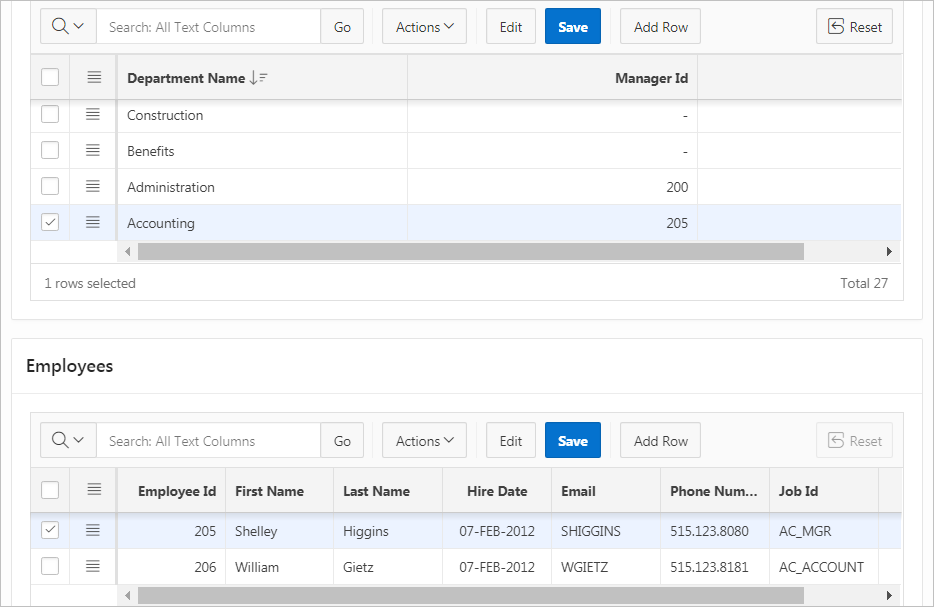 Search: All Text Columns Go Actions Edit Save Add Row Reset
Department Name Manager Id
Construction -
Benefits -
Administration 200
Accounting 205
1 rows selected Total 27
Employees
Search: All Text Columns Go Actions Edit Save Add Row Reset
Employee Id First Name Last Name Hire Date Email Phone Num... Job Id
205 Shelley Higgins 07-FEB-2012 SHIGGINS 515.123.8080 AC_MGR
206 William Gietz 07-FEB-2012 WGIETZ 515.123.8181 AC_ACCOUNT